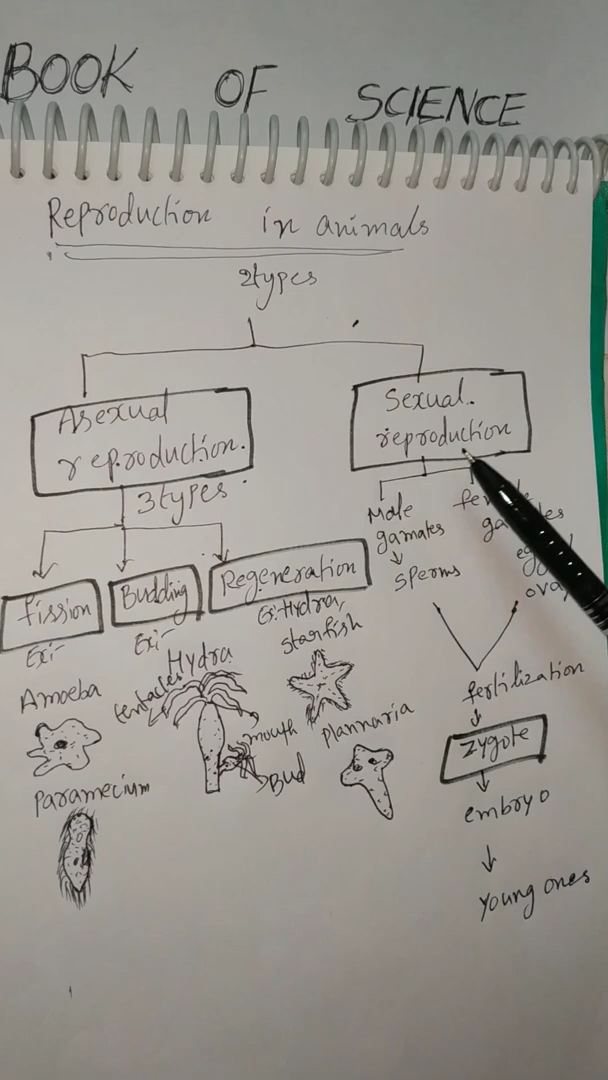 BOOK OF SCIENCE
Reproduction in animals
2types
Asexual
reproduction.
Sexual.
reproduction
3types.
Male
gamates
sperms
fission
Ex:-
Amoeba
Paramecium
Budding
Ex:-
Hydra
tentacles
mouth
Bud
Regeneration
Ex:Hydra,
starfish
Plannaria
fertilization
Zygote
embryo
young ones